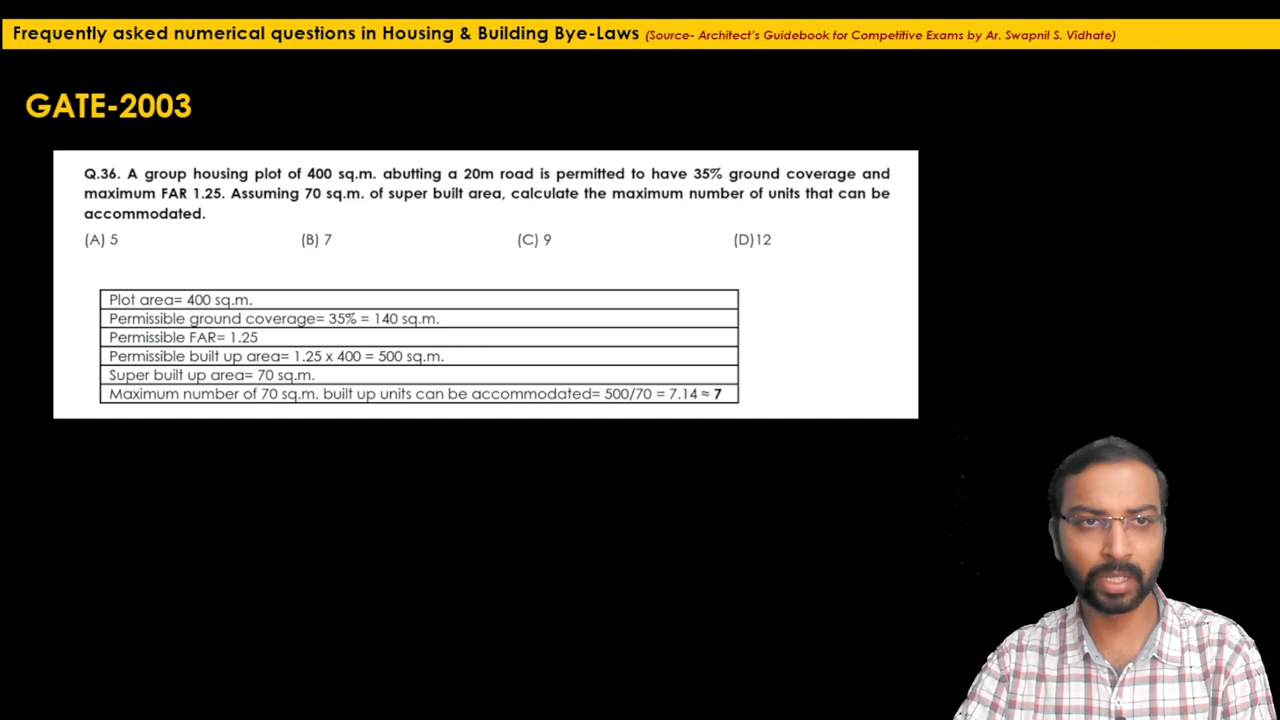 Frequently asked numerical questions in Housing & Building Bye-Laws (Source- Architect's Guidebook for Competitive Exams by Ar. Swapnil S. Vidhate)
GATE-2003
Q.36. A group housing plot of 400 sq.m. abutting a 20m road is permitted to have 35% ground coverage and
maximum FAR 1.25. Assuming 70 sq.m. of super built area, calculate the maximum number of units that can be
accommodated.
(A) 5 (B) 7 (C) 9 (D)12
Plot area= 400 sq.m.
Permissible ground coverage= 35% = 140 sq.m.
Permissible FAR= 1.25
Permissible built up area= 1.25 x 400 = 500 sq.m.
Super built up area= 70 sq.m.
Maximum number of 70 sq.m. built up units can be accommodated= 500/70 = 7.14 ≈ 7